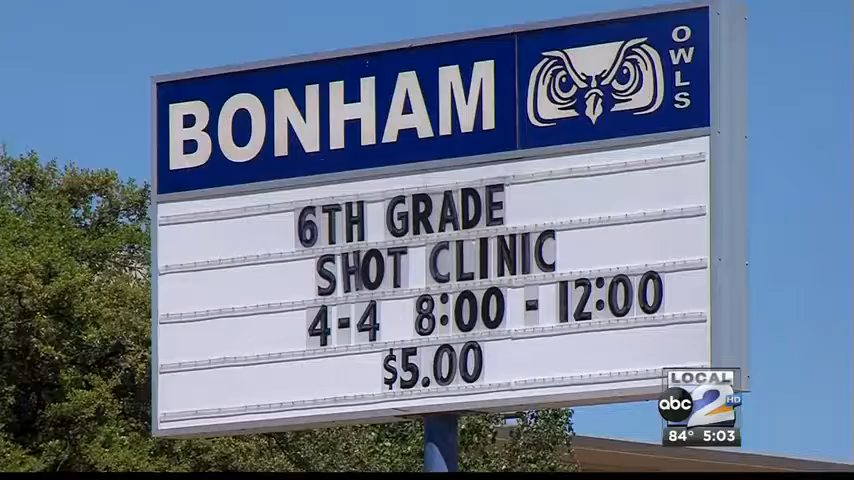 BONHAM
OWLS
6TH GRADE
SHOT CLINIC
4-4 8:00 - 12:00
$5.00
LOCAL
abc 2 HD
84° 5:03